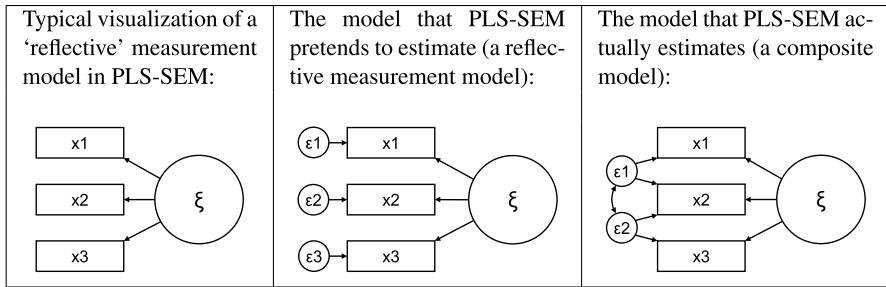 Typical visualization of a
‘reflective’ measurement
model in PLS-SEM:
The model that PLS-SEM
pretends to estimate (a reflec-
tive measurement model):
The model that PLS-SEM ac-
tually estimates (a composite
model):
x1
x2
x3
ξ
ε1
x1
ε2
x2
ε3
x3
ξ
x1
ε1
x2
ε2
x3
ξ